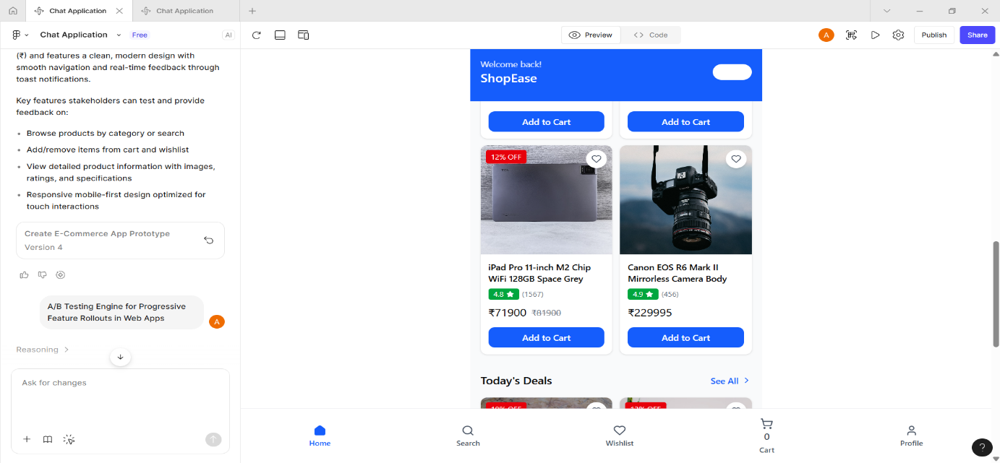 Chat Application
Chat Application
Chat Application
Free
AI
Preview
Code
A
Publish
Share
(₹) and features a clean, modern design with
smooth navigation and real-time feedback through
toast notifications.
Key features stakeholders can test and provide
feedback on:
• Browse products by category or search
• Add/remove items from cart and wishlist
• View detailed product information with images,
ratings, and specifications
• Responsive mobile-first design optimized for
touch interactions
Create E-Commerce App Prototype
Version 4
A/B Testing Engine for Progressive
Feature Rollouts in Web Apps
A
Reasoning
Ask for changes
Welcome back!
ShopEase
Add to Cart
Add to Cart
12% OFF
iPad Pro 11-inch M2 Chip
WiFi 128GB Space Grey
4.8 ★ (1567)
₹71900 ₹81900
Add to Cart
Canon EOS R6 Mark II
Mirrorless Camera Body
4.9 ★ (456)
₹229995
Add to Cart
Today's Deals
See All
Home
Search
Wishlist
0
Cart
Profile
?